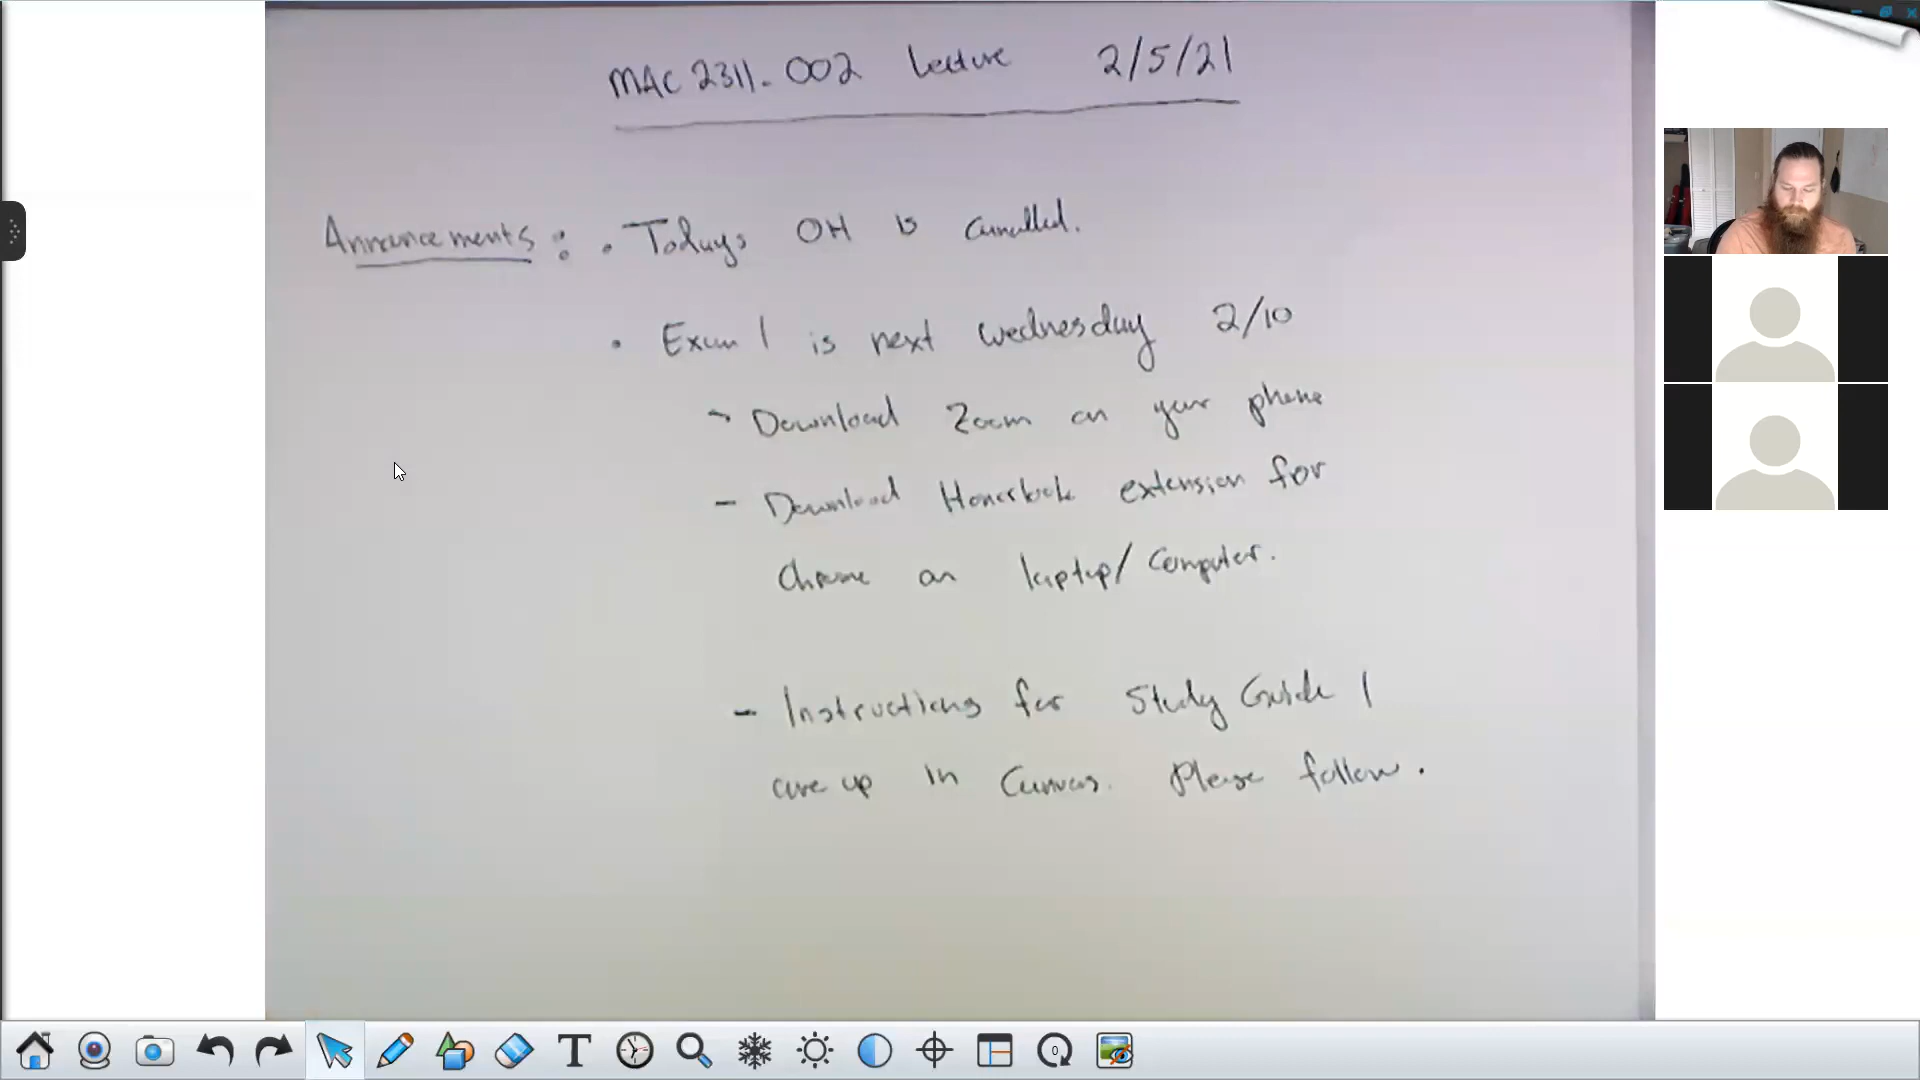 MAC 2311.002 Lecture 2/5/21
Announcements: • Todays OH is cancelled.
• Exam 1 is next Wednesday 2/10
- Download Zoom on your phone
- Download Honorlock extension for
Chrome on laptop/computer.
- Instructions for Study Guide 1
are up in Canvas. Please follow.
T
0